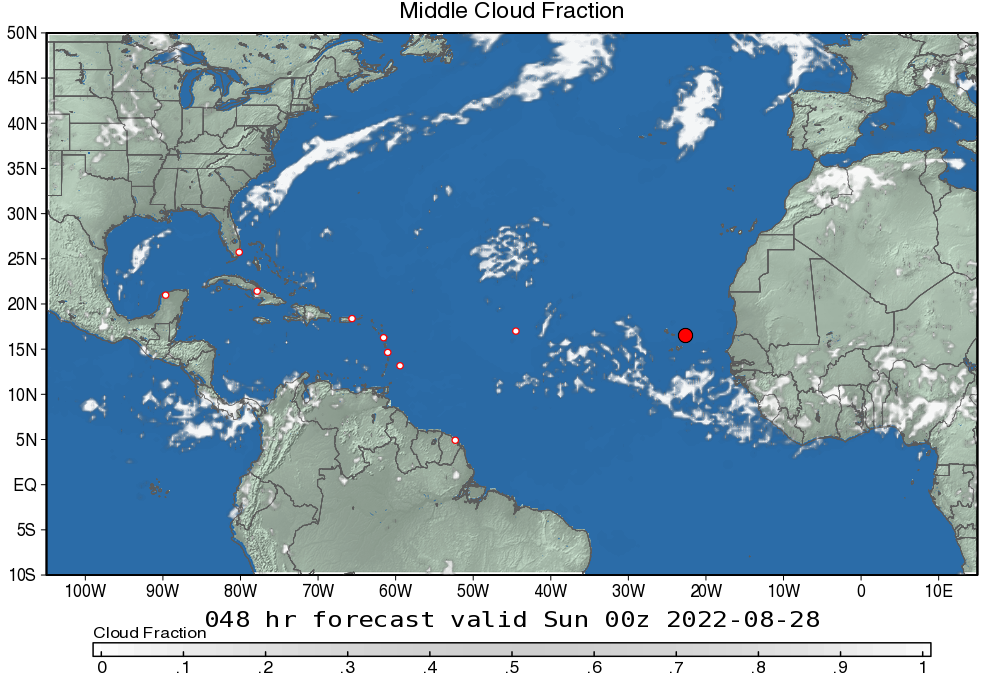 Middle Cloud Fraction
50N
45N
40N
35N
30N
25N
20N
15N
10N
5N
EQ
5S
10S
100W 90W 80W 70W 60W 50W 40W 30W 20W 10W 0 10E
048 hr forecast valid Sun 00z 2022-08-28
Cloud Fraction
0 .1 .2 .3 .4 .5 .6 .7 .8 .9 1